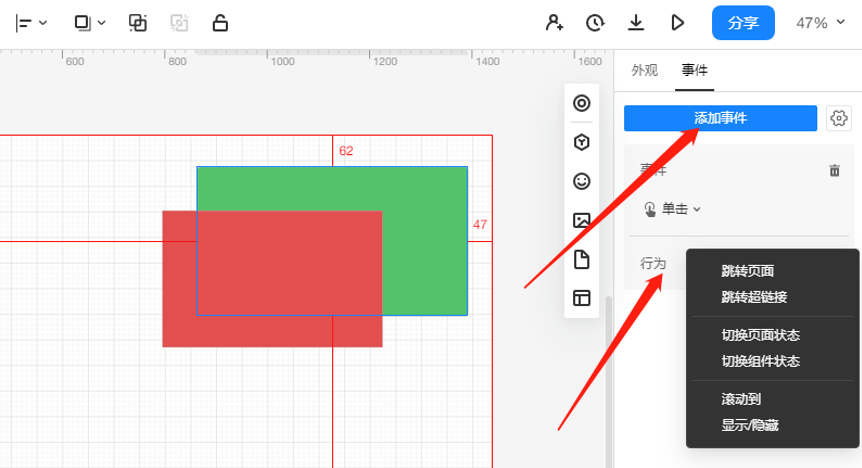 分享
47%
600
800
1000
1200
1400
1600
外观
事件
添加事件
62
事件
单击
47
行为
跳转页面
跳转超链接
切换页面状态
切换组件状态
滚动到
显示/隐藏